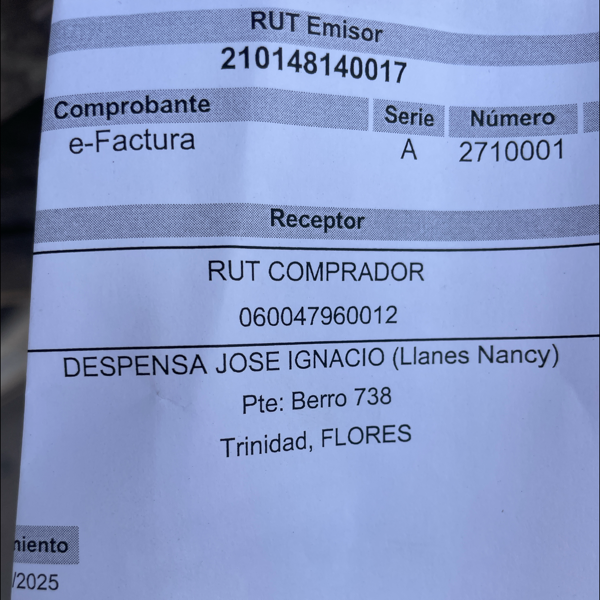 RUT Emisor
210148140017
Comprobante Serie Número
e-Factura A 2710001
Receptor
RUT COMPRADOR
060047960012
DESPENSA JOSE IGNACIO (Llanes Nancy)
Pte: Berro 738
Trinidad, FLORES
miento
/2025